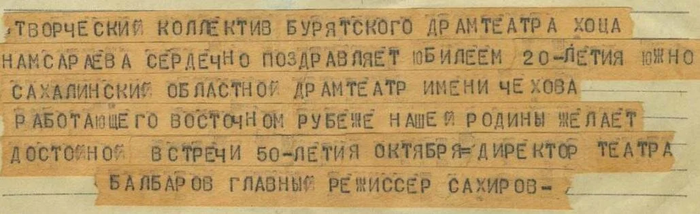 ТВОРЧЕСКИЙ КОЛЛЕКТИВ БУРЯТСКОГО ДРАМТЕАТРА ХОЦА
НАМСАРАЕВА СЕРДЕЧНО ПОЗДРАВЛЯЕТ ЮБИЛЕЕМ 20-ЛЕТИЯ ЮЖНО
САХАЛИНСКИЙ ОБЛАСТНОЙ ДРАМТЕАТР ИМЕНИ ЧЕХОВА
РАБОТАЮЩЕГО ВОСТОЧНОМ РУБЕЖЕ НАШЕЙ РОДИНЫ ЖЕЛАЕТ
ДОСТОЙНОЙ ВСТРЕЧИ 50-ЛЕТИЯ ОКТЯБРЯ=ДИРЕКТОР ТЕАТРА
БАЛБАРОВ ГЛАВНЫЙ РЕЖИССЕР САХИРОВ-